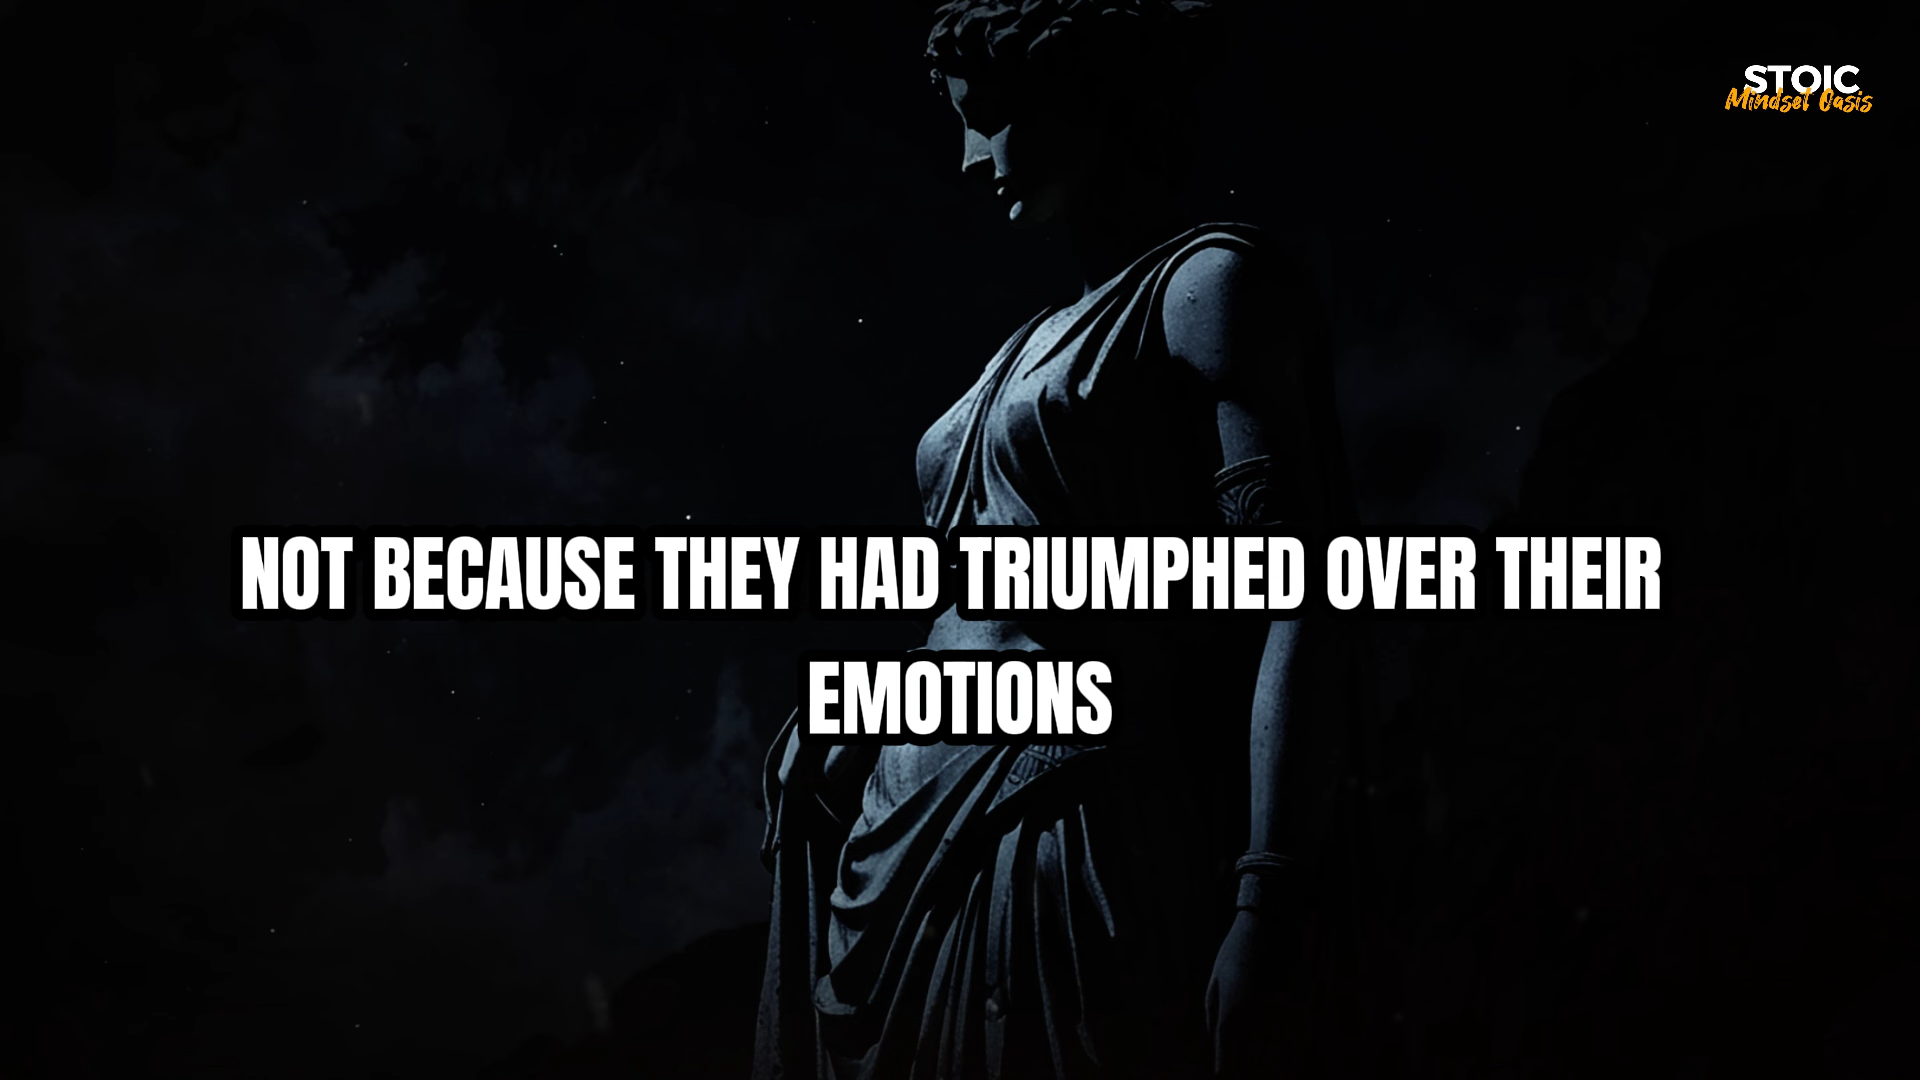 STOIC
Mindset Oasis
NOT BECAUSE THEY HAD TRIUMPHED OVER THEIR
EMOTIONS